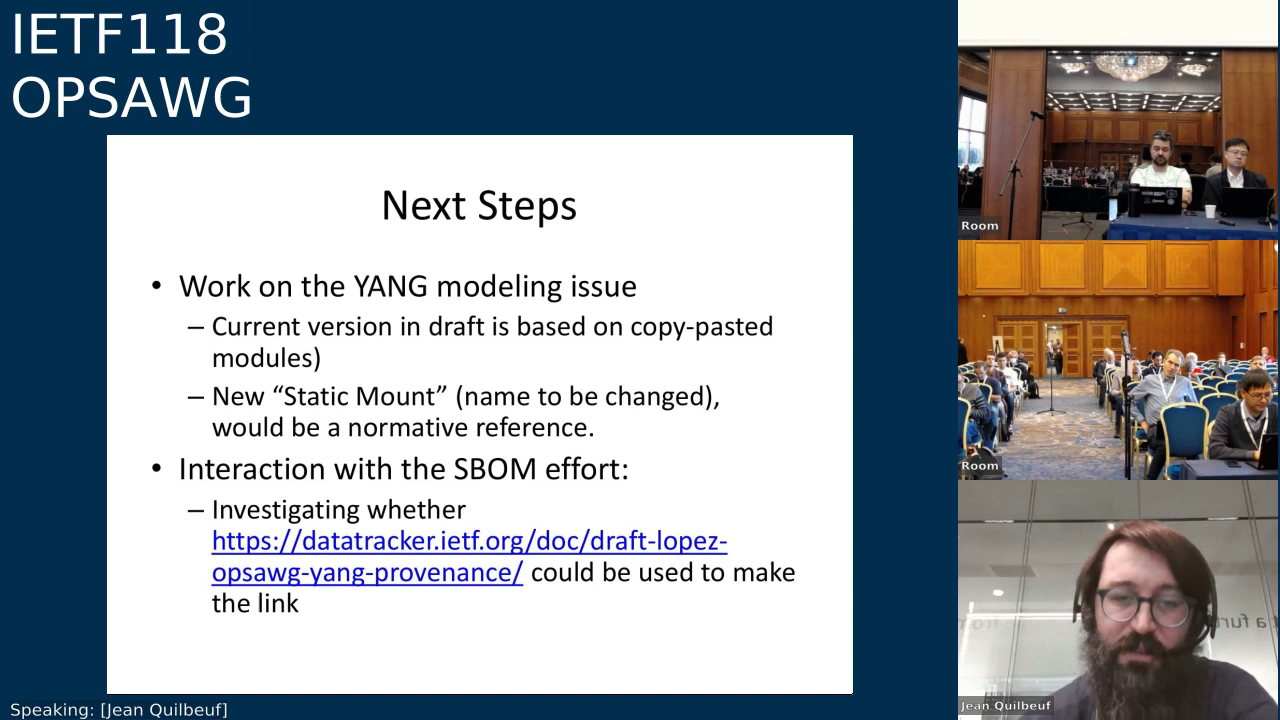 IETF118
OPSAWG
Next Steps
• Work on the YANG modeling issue
– Current version in draft is based on copy-pasted
modules)
– New “Static Mount” (name to be changed),
would be a normative reference.
• Interaction with the SBOM effort:
– Investigating whether
https://datatracker.ietf.org/doc/draft-lopez-
opsawg-yang-provenance/ could be used to make
the link
Room
Room
Jean Quilbeuf
Speaking: [Jean Quilbeuf]